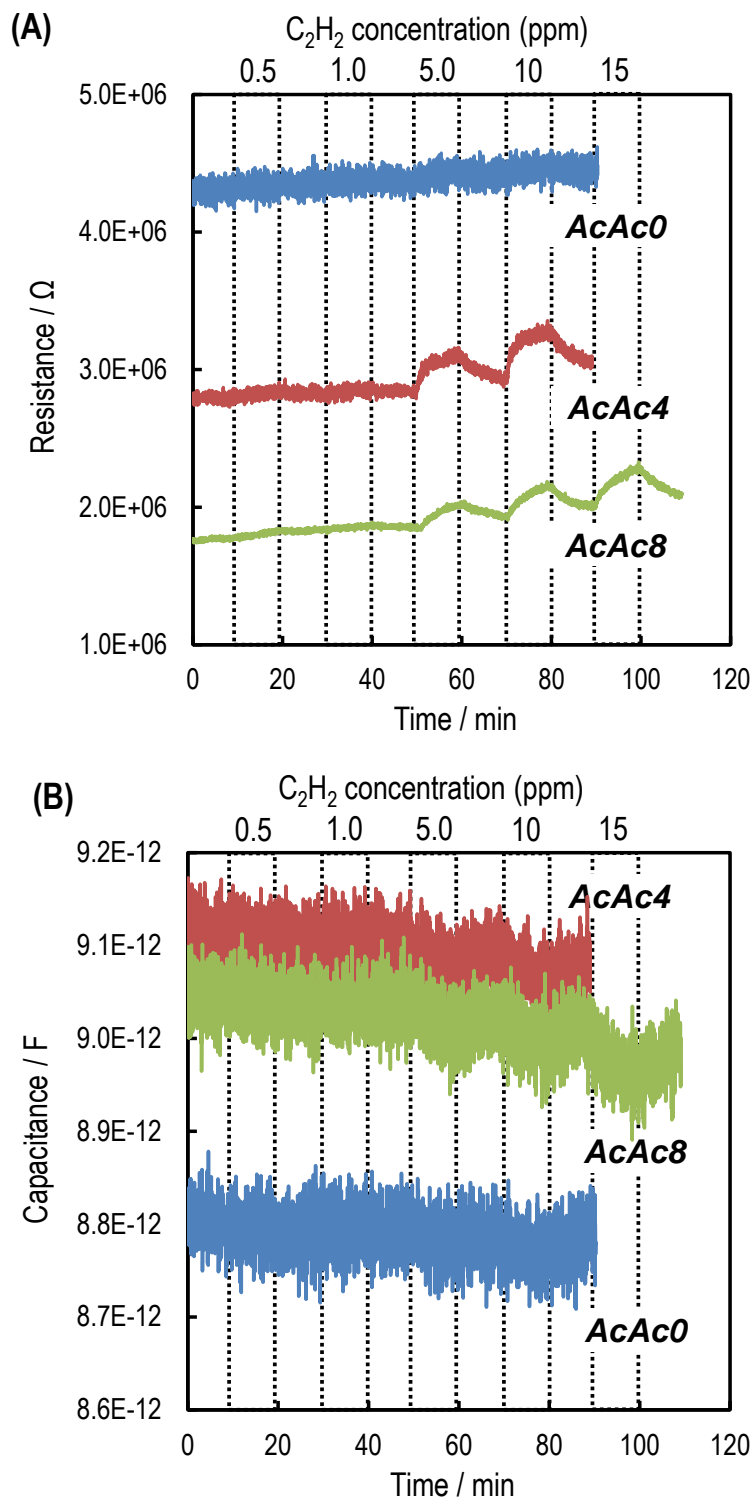 (A)
C₂H₂ concentration (ppm)
0.5 1.0 5.0 10 15
5.0E+06
4.0E+06
3.0E+06
2.0E+06
1.0E+06
Resistance / Ω
AcAc0
AcAc4
AcAc8
0 20 40 60 80 100 120
Time / min
(B)
C₂H₂ concentration (ppm)
0.5 1.0 5.0 10 15
9.2E-12
9.1E-12
9.0E-12
8.9E-12
8.8E-12
8.7E-12
8.6E-12
Capacitance / F
AcAc4
AcAc8
AcAc0
0 20 40 60 80 100 120
Time / min